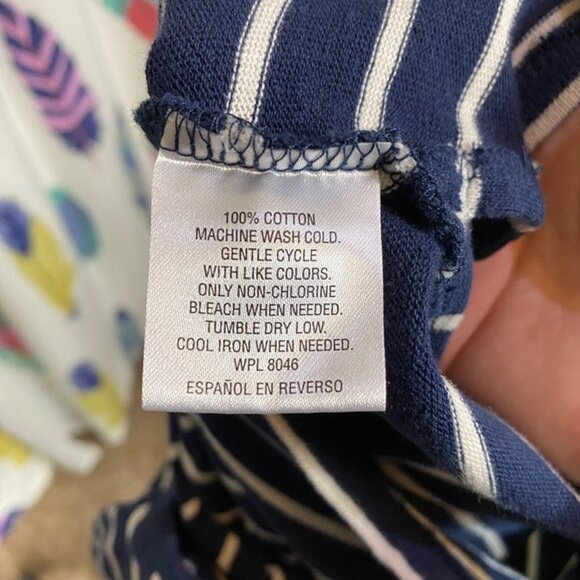 100% COTTON
MACHINE WASH COLD.
GENTLE CYCLE
WITH LIKE COLORS.
ONLY NON-CHLORINE
BLEACH WHEN NEEDED.
TUMBLE DRY LOW.
COOL IRON WHEN NEEDED.
WPL 8046
ESPAÑOL EN REVERSO